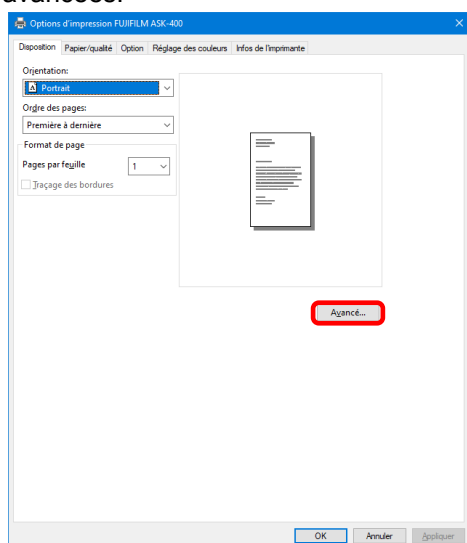 avancées.
Options d'impression FUJIFILM ASK-400
Disposition Papier/qualité Option Réglage des couleurs Infos de l'imprimante
Orientation:
Portrait
Ordre des pages:
Première à dernière
Format de page
Pages par feuille 1
Traçage des bordures
Avancé...
OK Annuler Appliquer